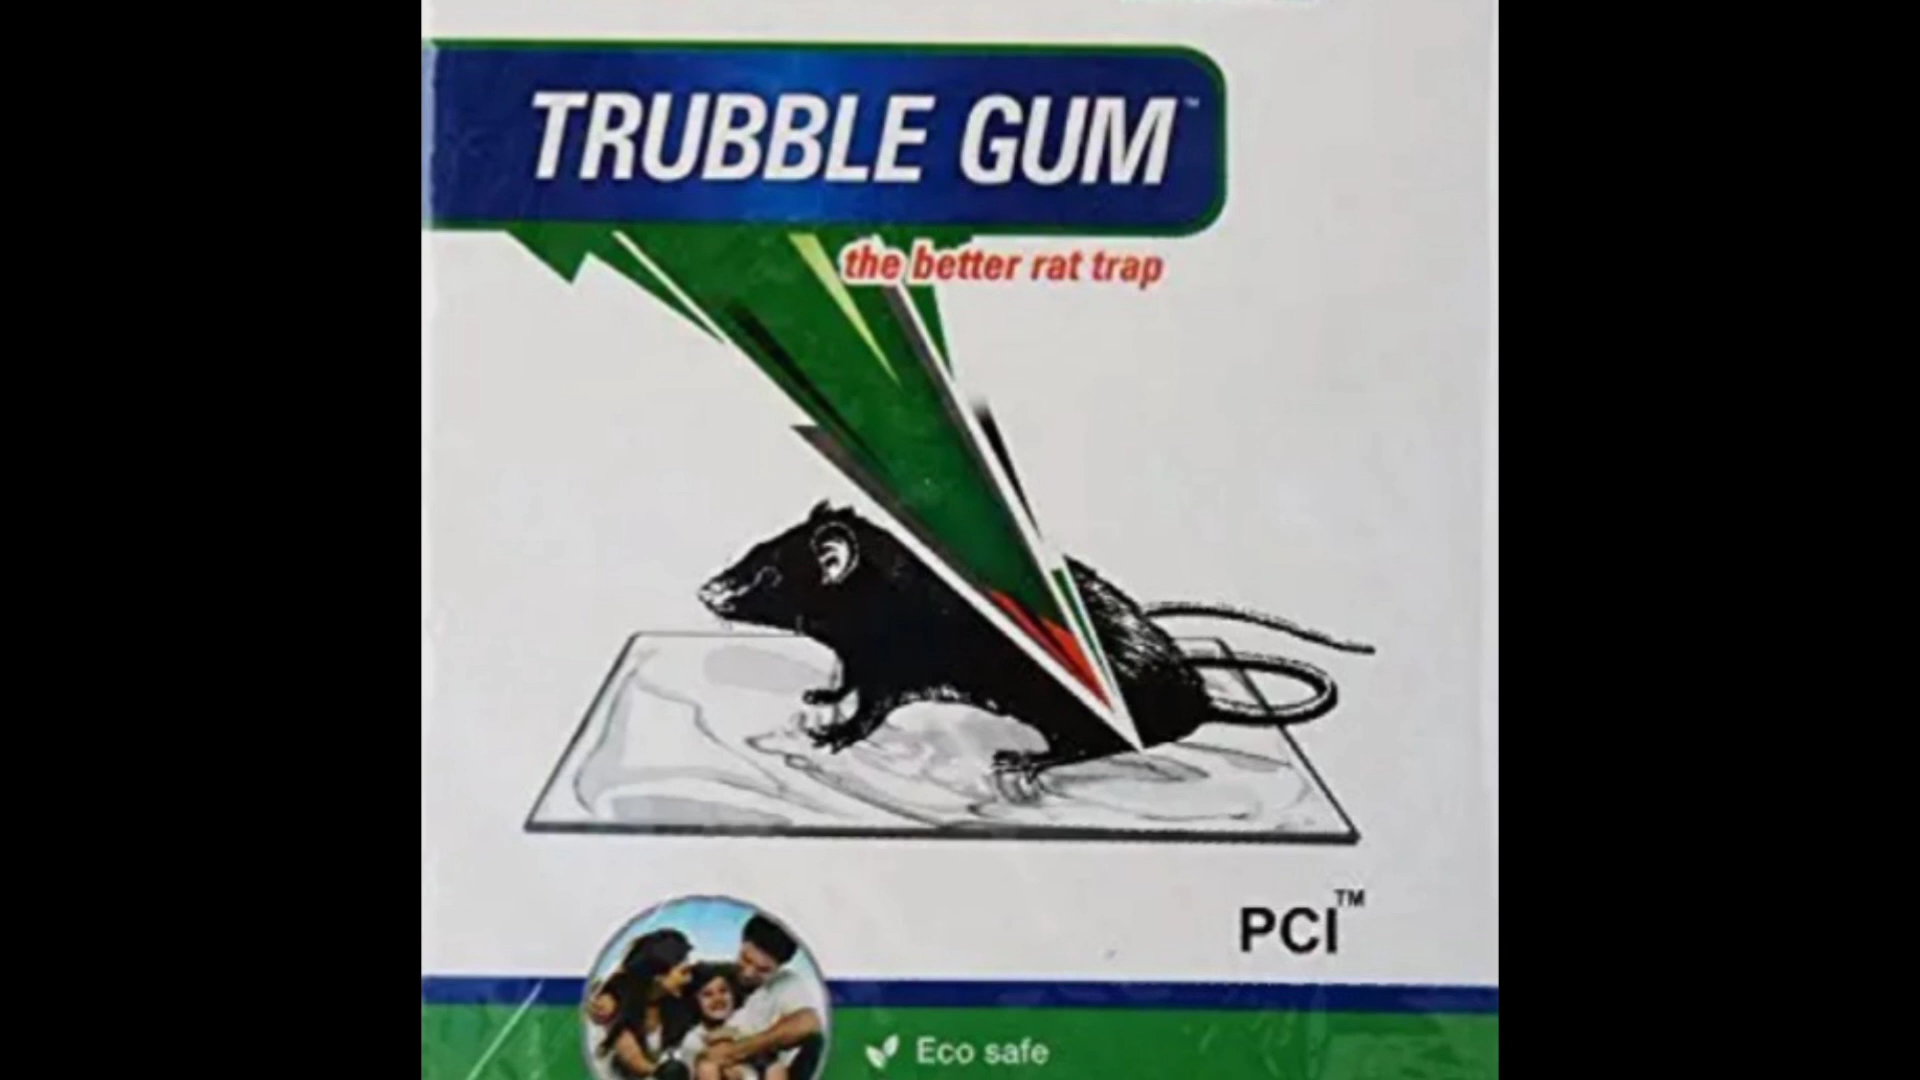 TRUBBLE GUM™
the better rat trap
PCI™
Eco safe